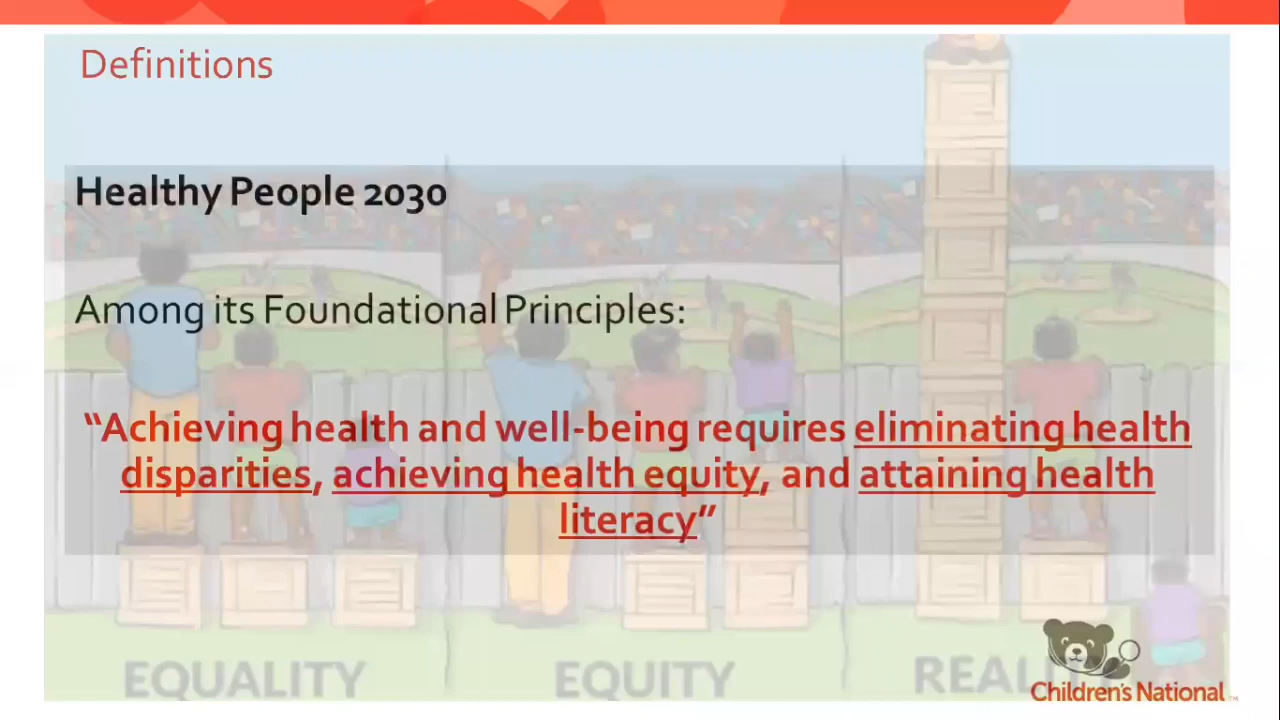 Definitions
Healthy People 2030
Among its Foundational Principles:
“Achieving health and well-being requires eliminating health
disparities, achieving health equity, and attaining health
literacy”
EQUALITY
EQUITY
Children's National™